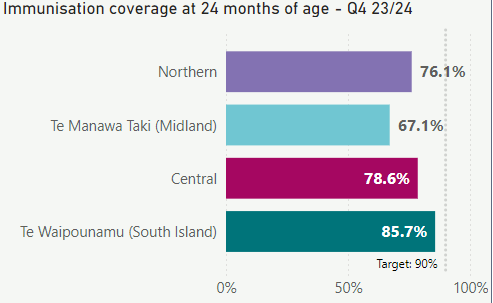 Immunisation coverage at 24 months of age - Q4 23/24
Northern 76.1%
Te Manawa Taki (Midland) 67.1%
Central 78.6%
Te Waipounamu (South Island) 85.7%
Target: 90%
0% 50% 100%